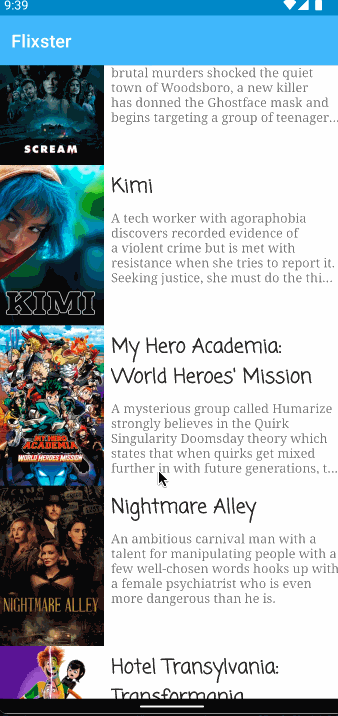 9:39
Flixster
brutal murders shocked the quiet
town of Woodsboro, a new killer
has donned the Ghostface mask and
begins targeting a group of teenager...
SCREAM
Kimi
A tech worker with agoraphobia
discovers recorded evidence of
a violent crime but is met with
resistance when she tries to report it.
Seeking justice, she must do the thi...
KIMI
My Hero Academia:
World Heroes' Mission
A mysterious group called Humarize
strongly believes in the Quirk
Singularity Doomsday theory which
states that when quirks get mixed
further in with future generations, t...
MY HERO
ACADEMIA
WORLD HEROES MISSION
Nightmare Alley
An ambitious carnival man with a
talent for manipulating people with a
few well-chosen words hooks up with
a female psychiatrist who is even
more dangerous than he is.
NIGHTMARE ALLEY
Hotel Transylvania:
Transformania